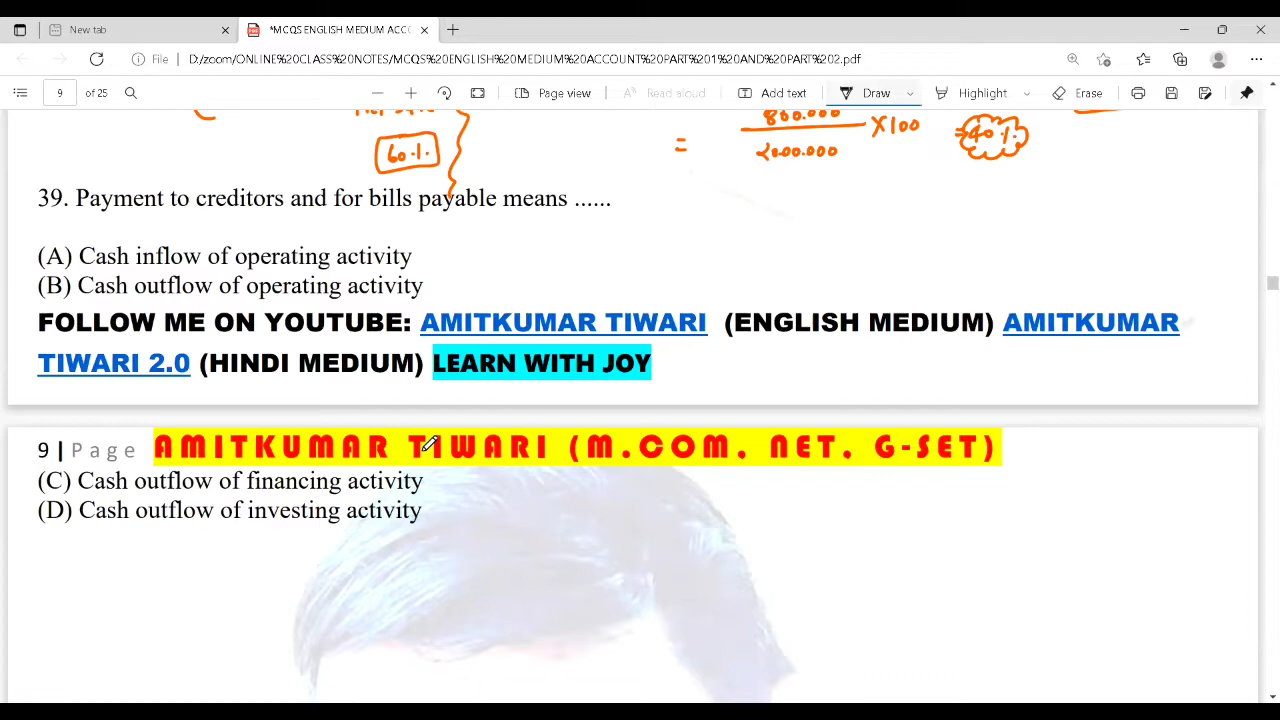 New tab
*MCQS ENGLISH MEDIUM ACCO
File D:/zoom/ONLINE%20CLASS%20NOTES/MCQS%20ENGLISH%20MEDIUM%20ACCOUNT%20PART%201%20AND%20PART%202.pdf
9 of 25 Page view Read aloud Add text Draw Highlight Erase
800.000
60%
= 2000.000 X100 = 40%
39. Payment to creditors and for bills payable means ......
(A) Cash inflow of operating activity
(B) Cash outflow of operating activity
FOLLOW ME ON YOUTUBE: AMITKUMAR TIWARI (ENGLISH MEDIUM) AMITKUMAR
TIWARI 2.0 (HINDI MEDIUM) LEARN WITH JOY
9 | Page AMITKUMAR TIWARI (M.COM. NET. G-SET)
(C) Cash outflow of financing activity
(D) Cash outflow of investing activity